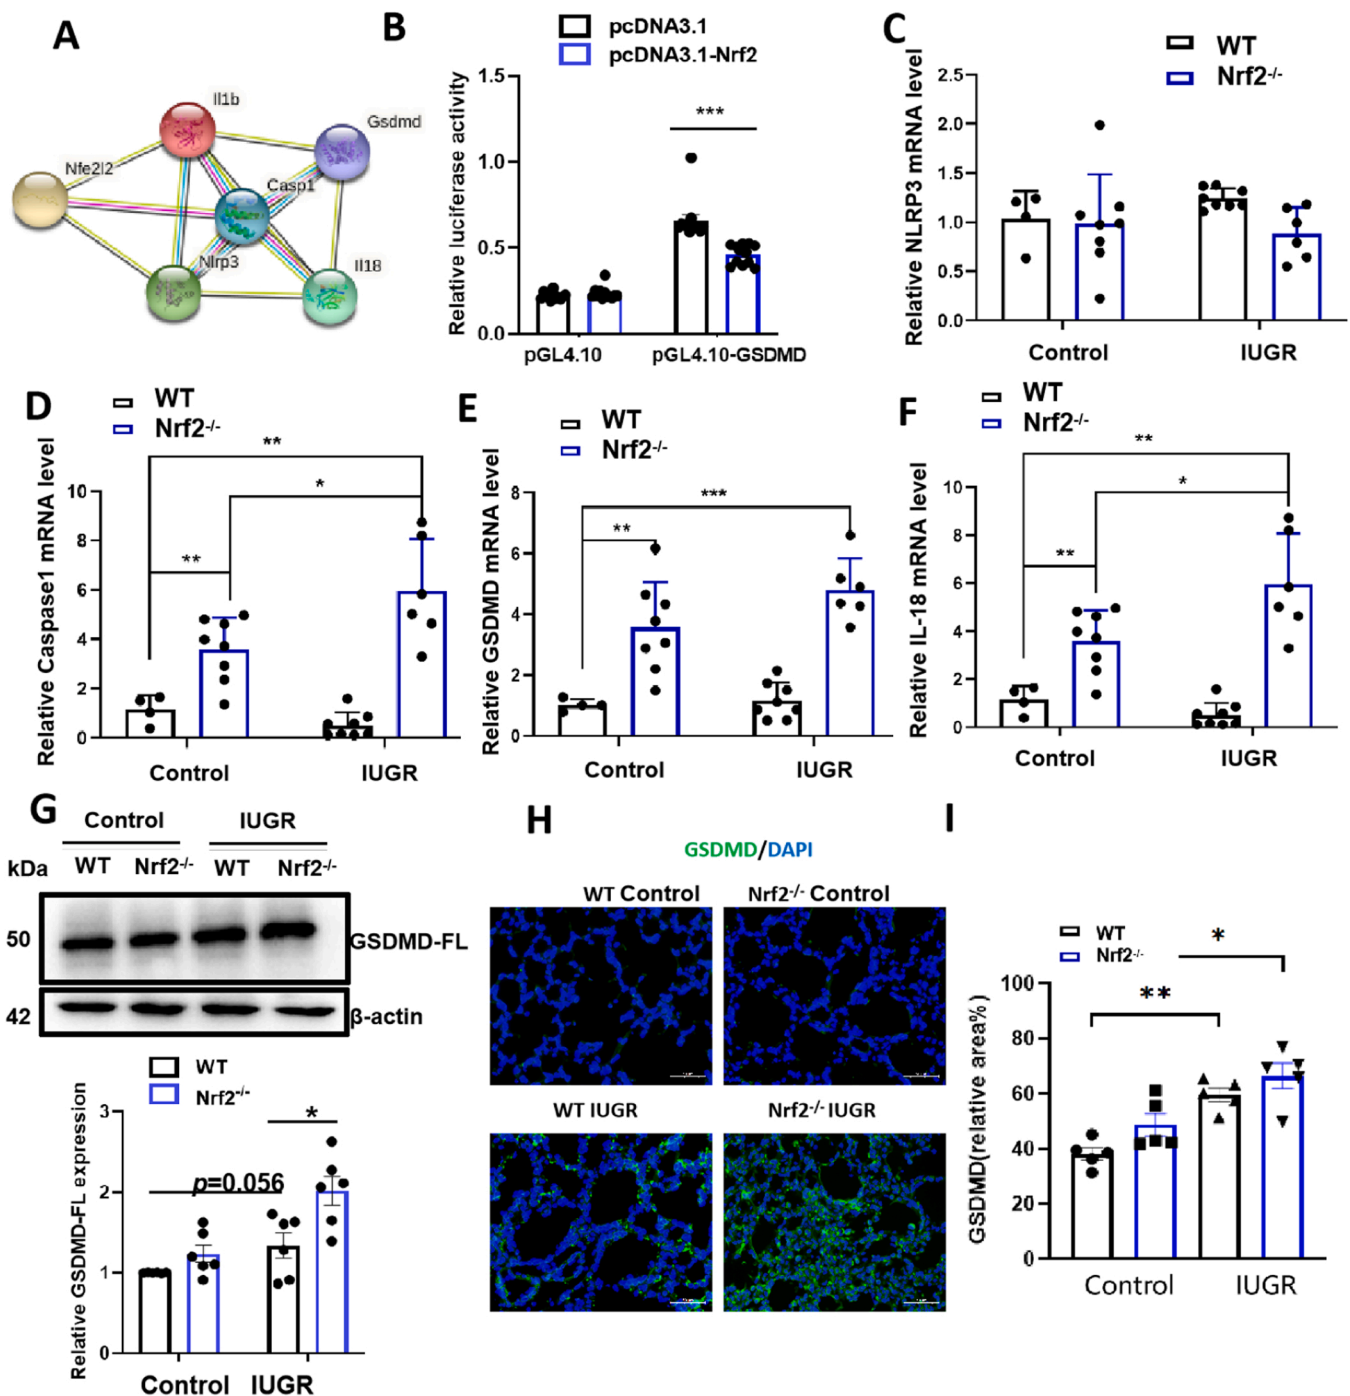 A
Il1b
Gsdmd
Nfe2l2
Casp1
Nlrp3
Il18
B
pcDNA3.1
pcDNA3.1-Nrf2
Relative luciferase activity
1.5
1.0
0.5
0.0
***
pGL4.10
pGL4.10-GSDMD
C
WT
Nrf2-/-
Relative NLRP3 mRNA level
2.5
2.0
1.5
1.0
0.5
0.0
Control
IUGR
D
WT
Nrf2-/-
Relative Caspase1 mRNA level
10
8
6
4
2
0
**
*
**
Control
IUGR
E
WT
Nrf2-/-
Relative GSDMD mRNA level
8
6
4
2
0
***
**
Control
IUGR
F
WT
Nrf2-/-
Relative IL-18 mRNA level
10
8
6
4
2
0
**
*
**
Control
IUGR
G
Control
IUGR
kDa
WT
Nrf2-/-
WT
Nrf2-/-
50
GSDMD-FL
42
β-actin
WT
Nrf2-/-
Relative GSDMD-FL expression
3
2
1
0
p=0.056
*
Control
IUGR
H
GSDMD/DAPI
WT Control
Nrf2-/- Control
WT IUGR
Nrf2-/- IUGR
I
WT
Nrf2-/-
GSDMD(relative area%)
100
80
60
40
20
0
**
*
Control
IUGR